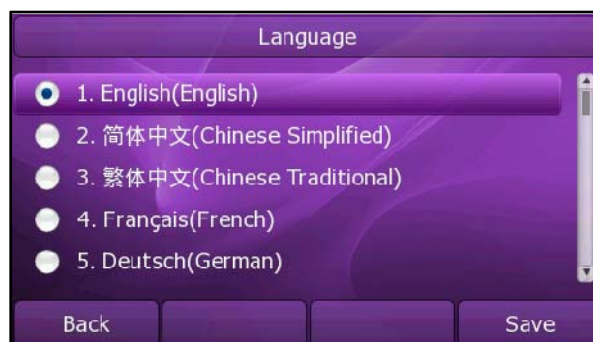 Language
1. English(English)
2. 简体中文(Chinese Simplified)
3. 繁体中文(Chinese Traditional)
4. Français(French)
5. Deutsch(German)
Back Save